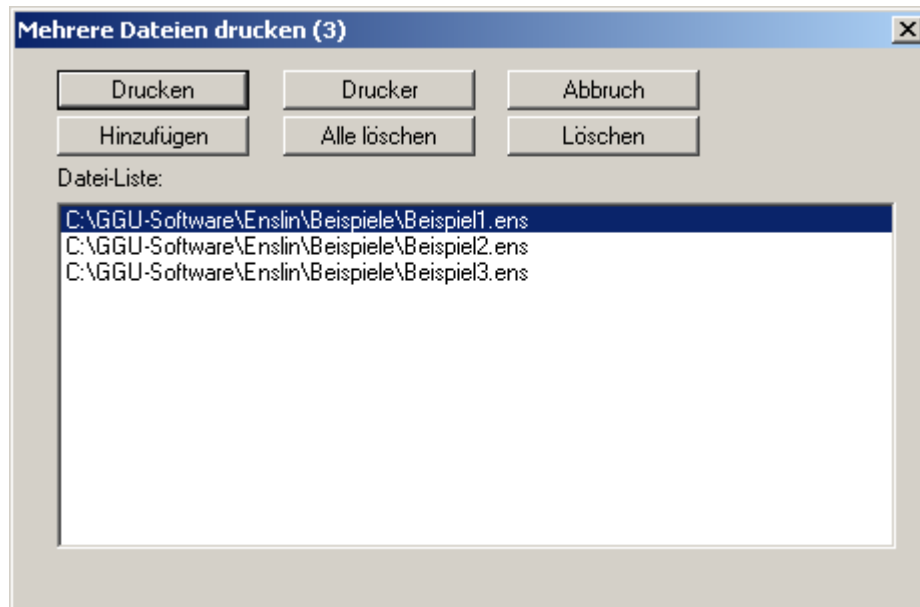 Mehrere Dateien drucken (3)
Drucken Drucker Abbruch
Hinzufügen Alle löschen Löschen
Datei-Liste:
C:\GGU-Software\Enslin\Beispiele\Beispiel1.ens
C:\GGU-Software\Enslin\Beispiele\Beispiel2.ens
C:\GGU-Software\Enslin\Beispiele\Beispiel3.ens